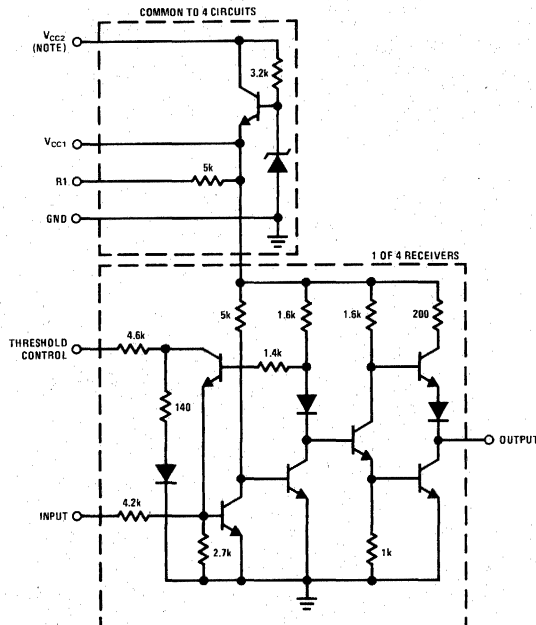 COMMON TO 4 CIRCUITS
VCC2
(NOTE)
3.2k
VCC1
R1
5k
GND
1 OF 4 RECEIVERS
5k
1.6k
1.6k
200
4.6k
THRESHOLD
CONTROL
1.4k
140
OUTPUT
4.2k
INPUT
2.7k
1k